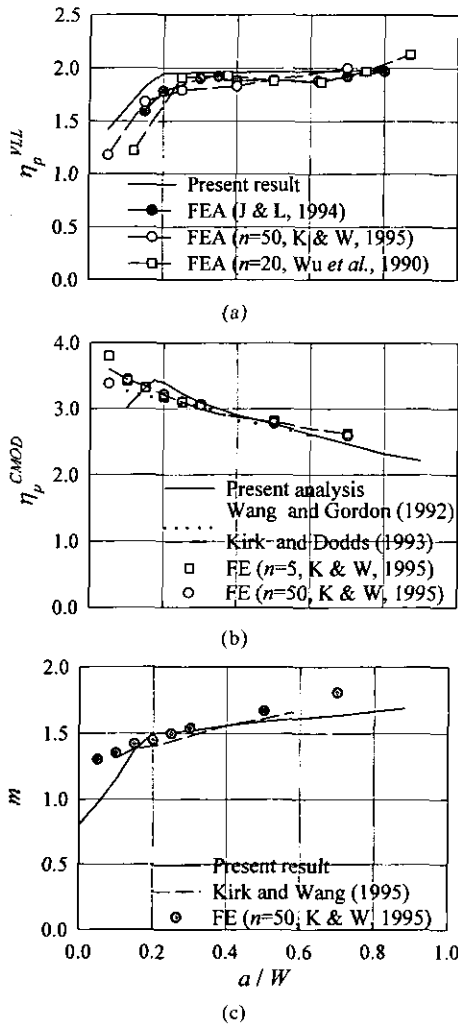 2.0
1.5
1.0
0.5
0.0
η_p^VLL
Present result
FEA (J & L, 1994)
FEA (n=50, K & W, 1995)
FEA (n=20, Wu et al., 1990)
(a)
4.0
3.0
2.0
1.0
0.0
η_p^CMOD
Present analysis
Wang and Gordon (1992)
Kirk and Dodds (1993)
FE (n=5, K & W, 1995)
FE (n=50, K & W, 1995)
(b)
2.0
1.5
1.0
0.5
0.0
m
Present result
Kirk and Wang (1995)
FE (n=50, K & W, 1995)
0.0 0.2 0.4 0.6 0.8 1.0
a / W
(c)